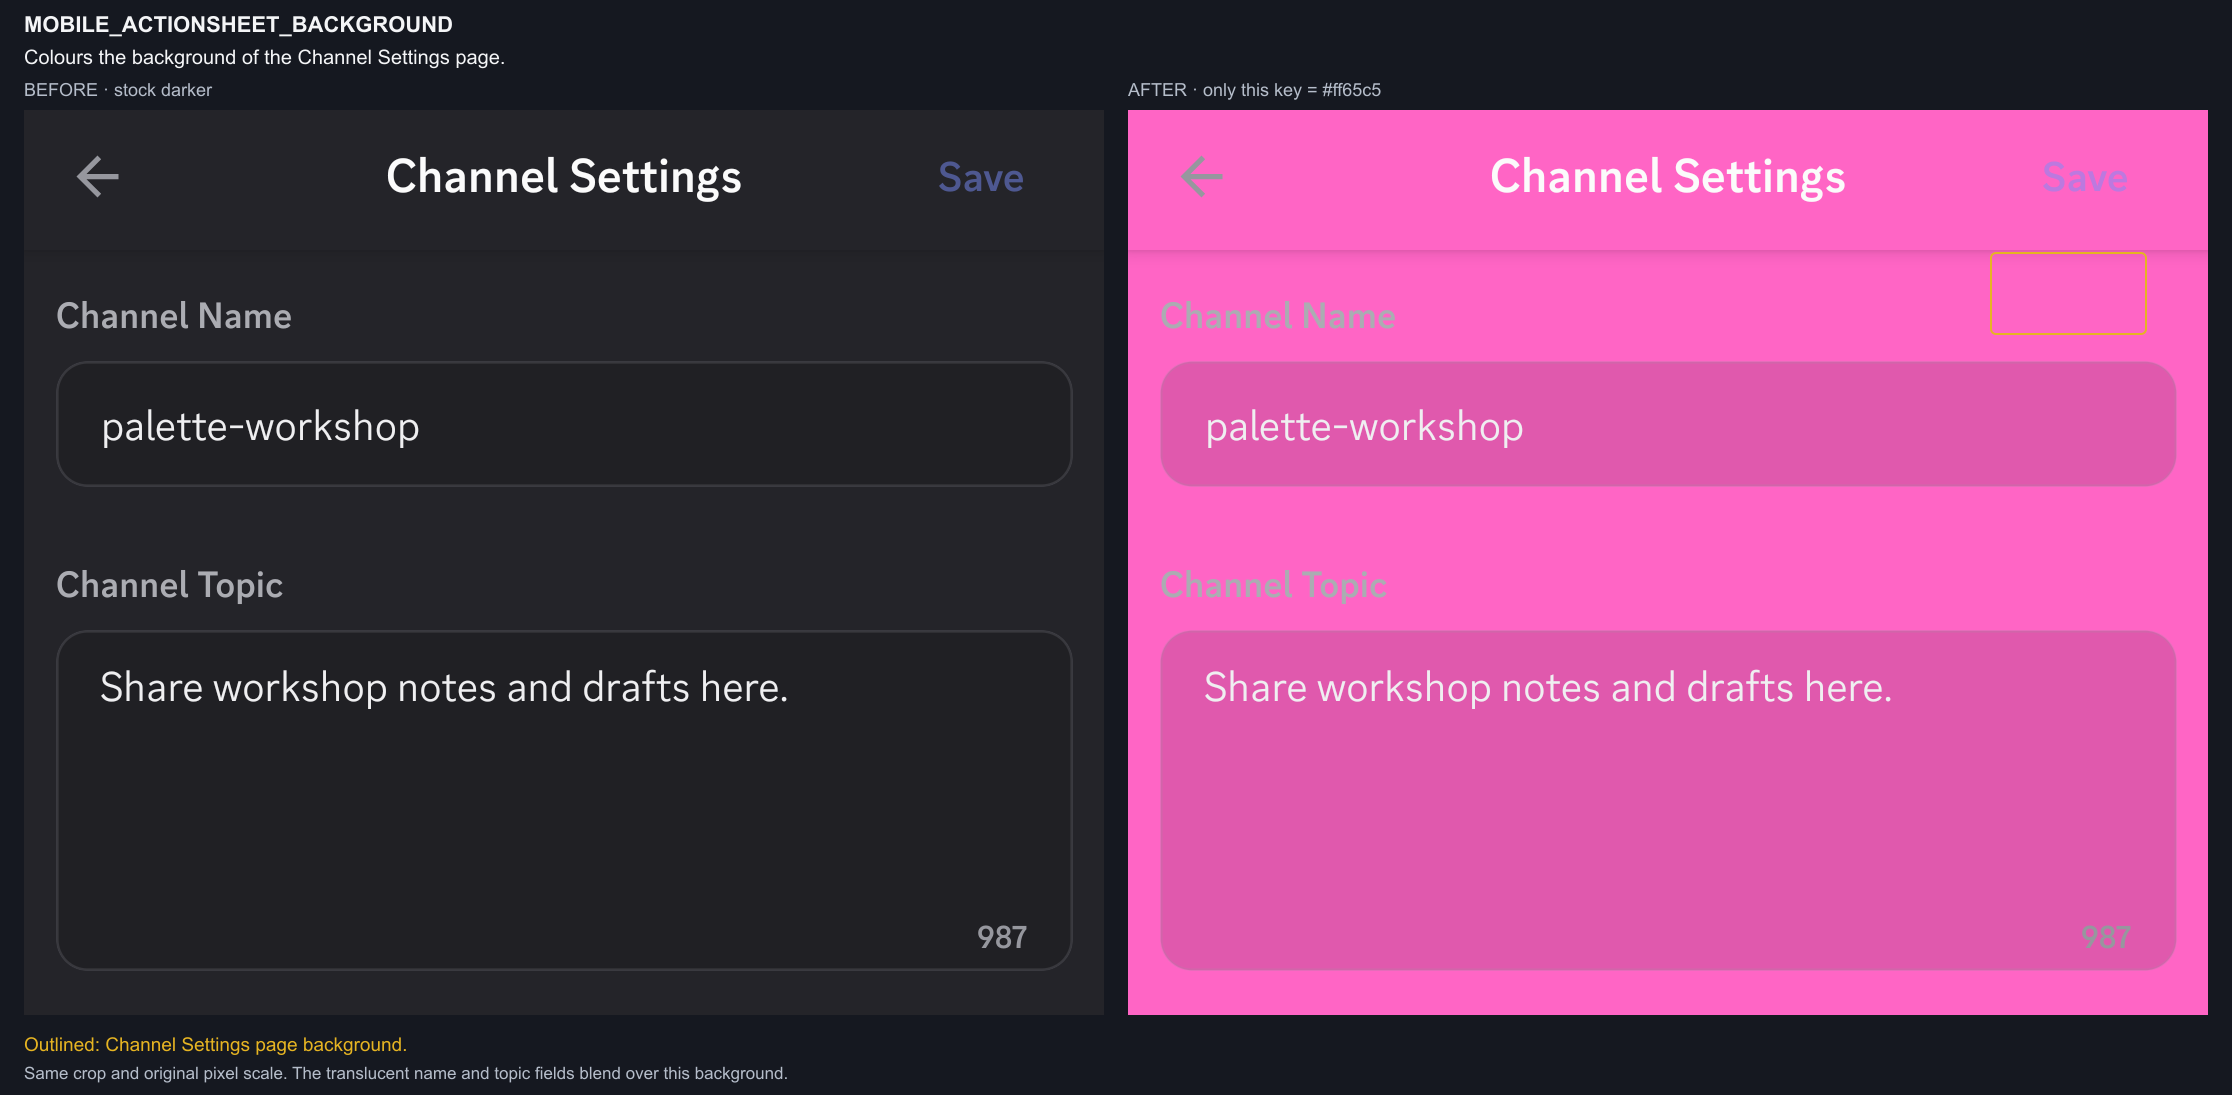 MOBILE_ACTIONSHEET_BACKGROUND
Colours the background of the Channel Settings page.
BEFORE · stock darker
AFTER · only this key = #ff65c5
Channel Settings
Save
Channel Name
palette-workshop
Channel Topic
Share workshop notes and drafts here.
987
Channel Settings
Save
Channel Name
palette-workshop
Channel Topic
Share workshop notes and drafts here.
987
Outlined: Channel Settings page background.
Same crop and original pixel scale. The translucent name and topic fields blend over this background.